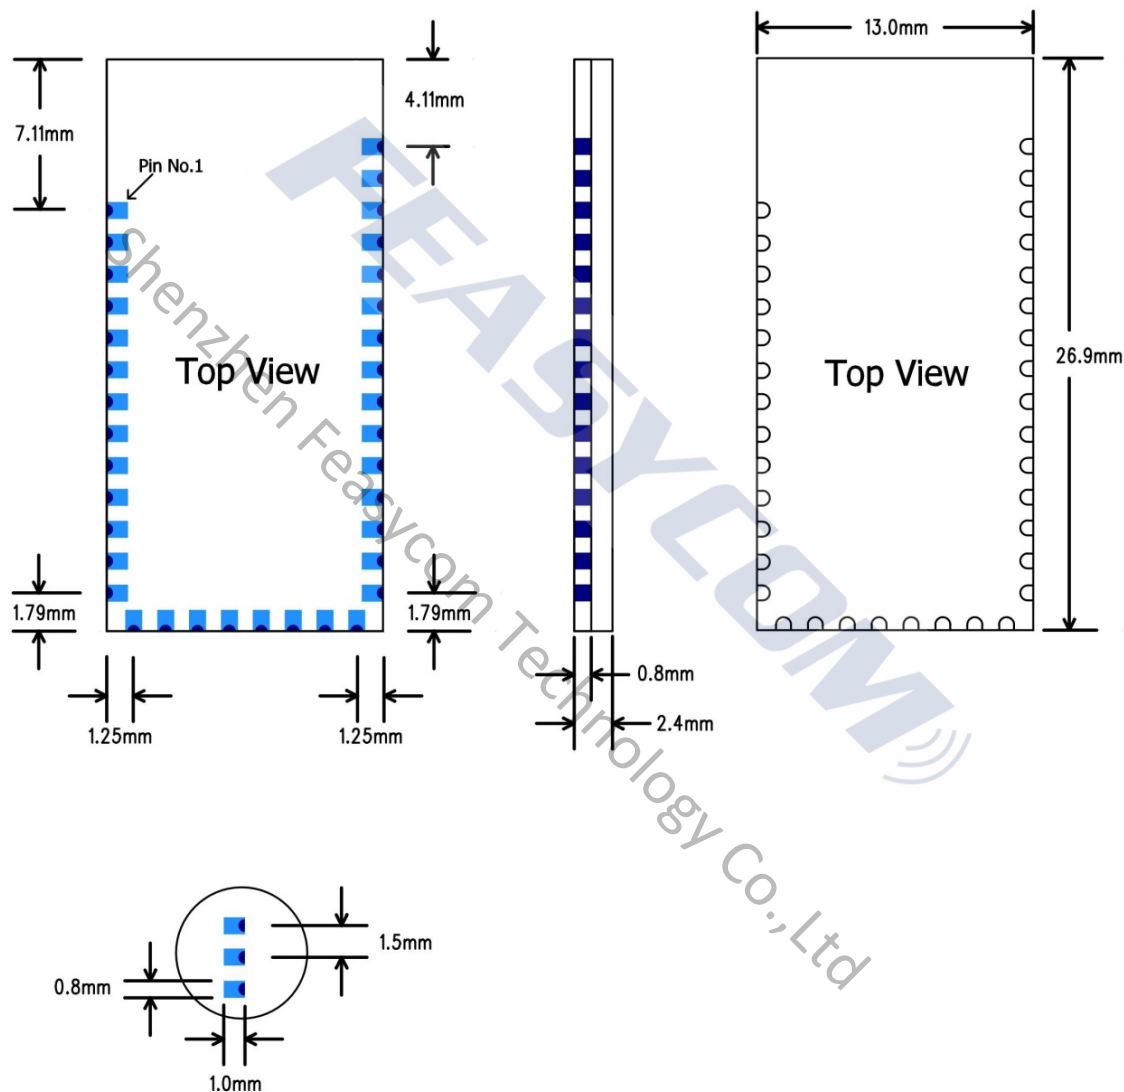 13.0mm
4.11mm
7.11mm
Pin No.1
26.9mm
Top View
Top View
1.79mm
1.79mm
0.8mm
2.4mm
1.25mm
1.25mm
1.5mm
0.8mm
1.0mm
FEASYCOM
Shenzhen Feasycom Technology Co.,Ltd